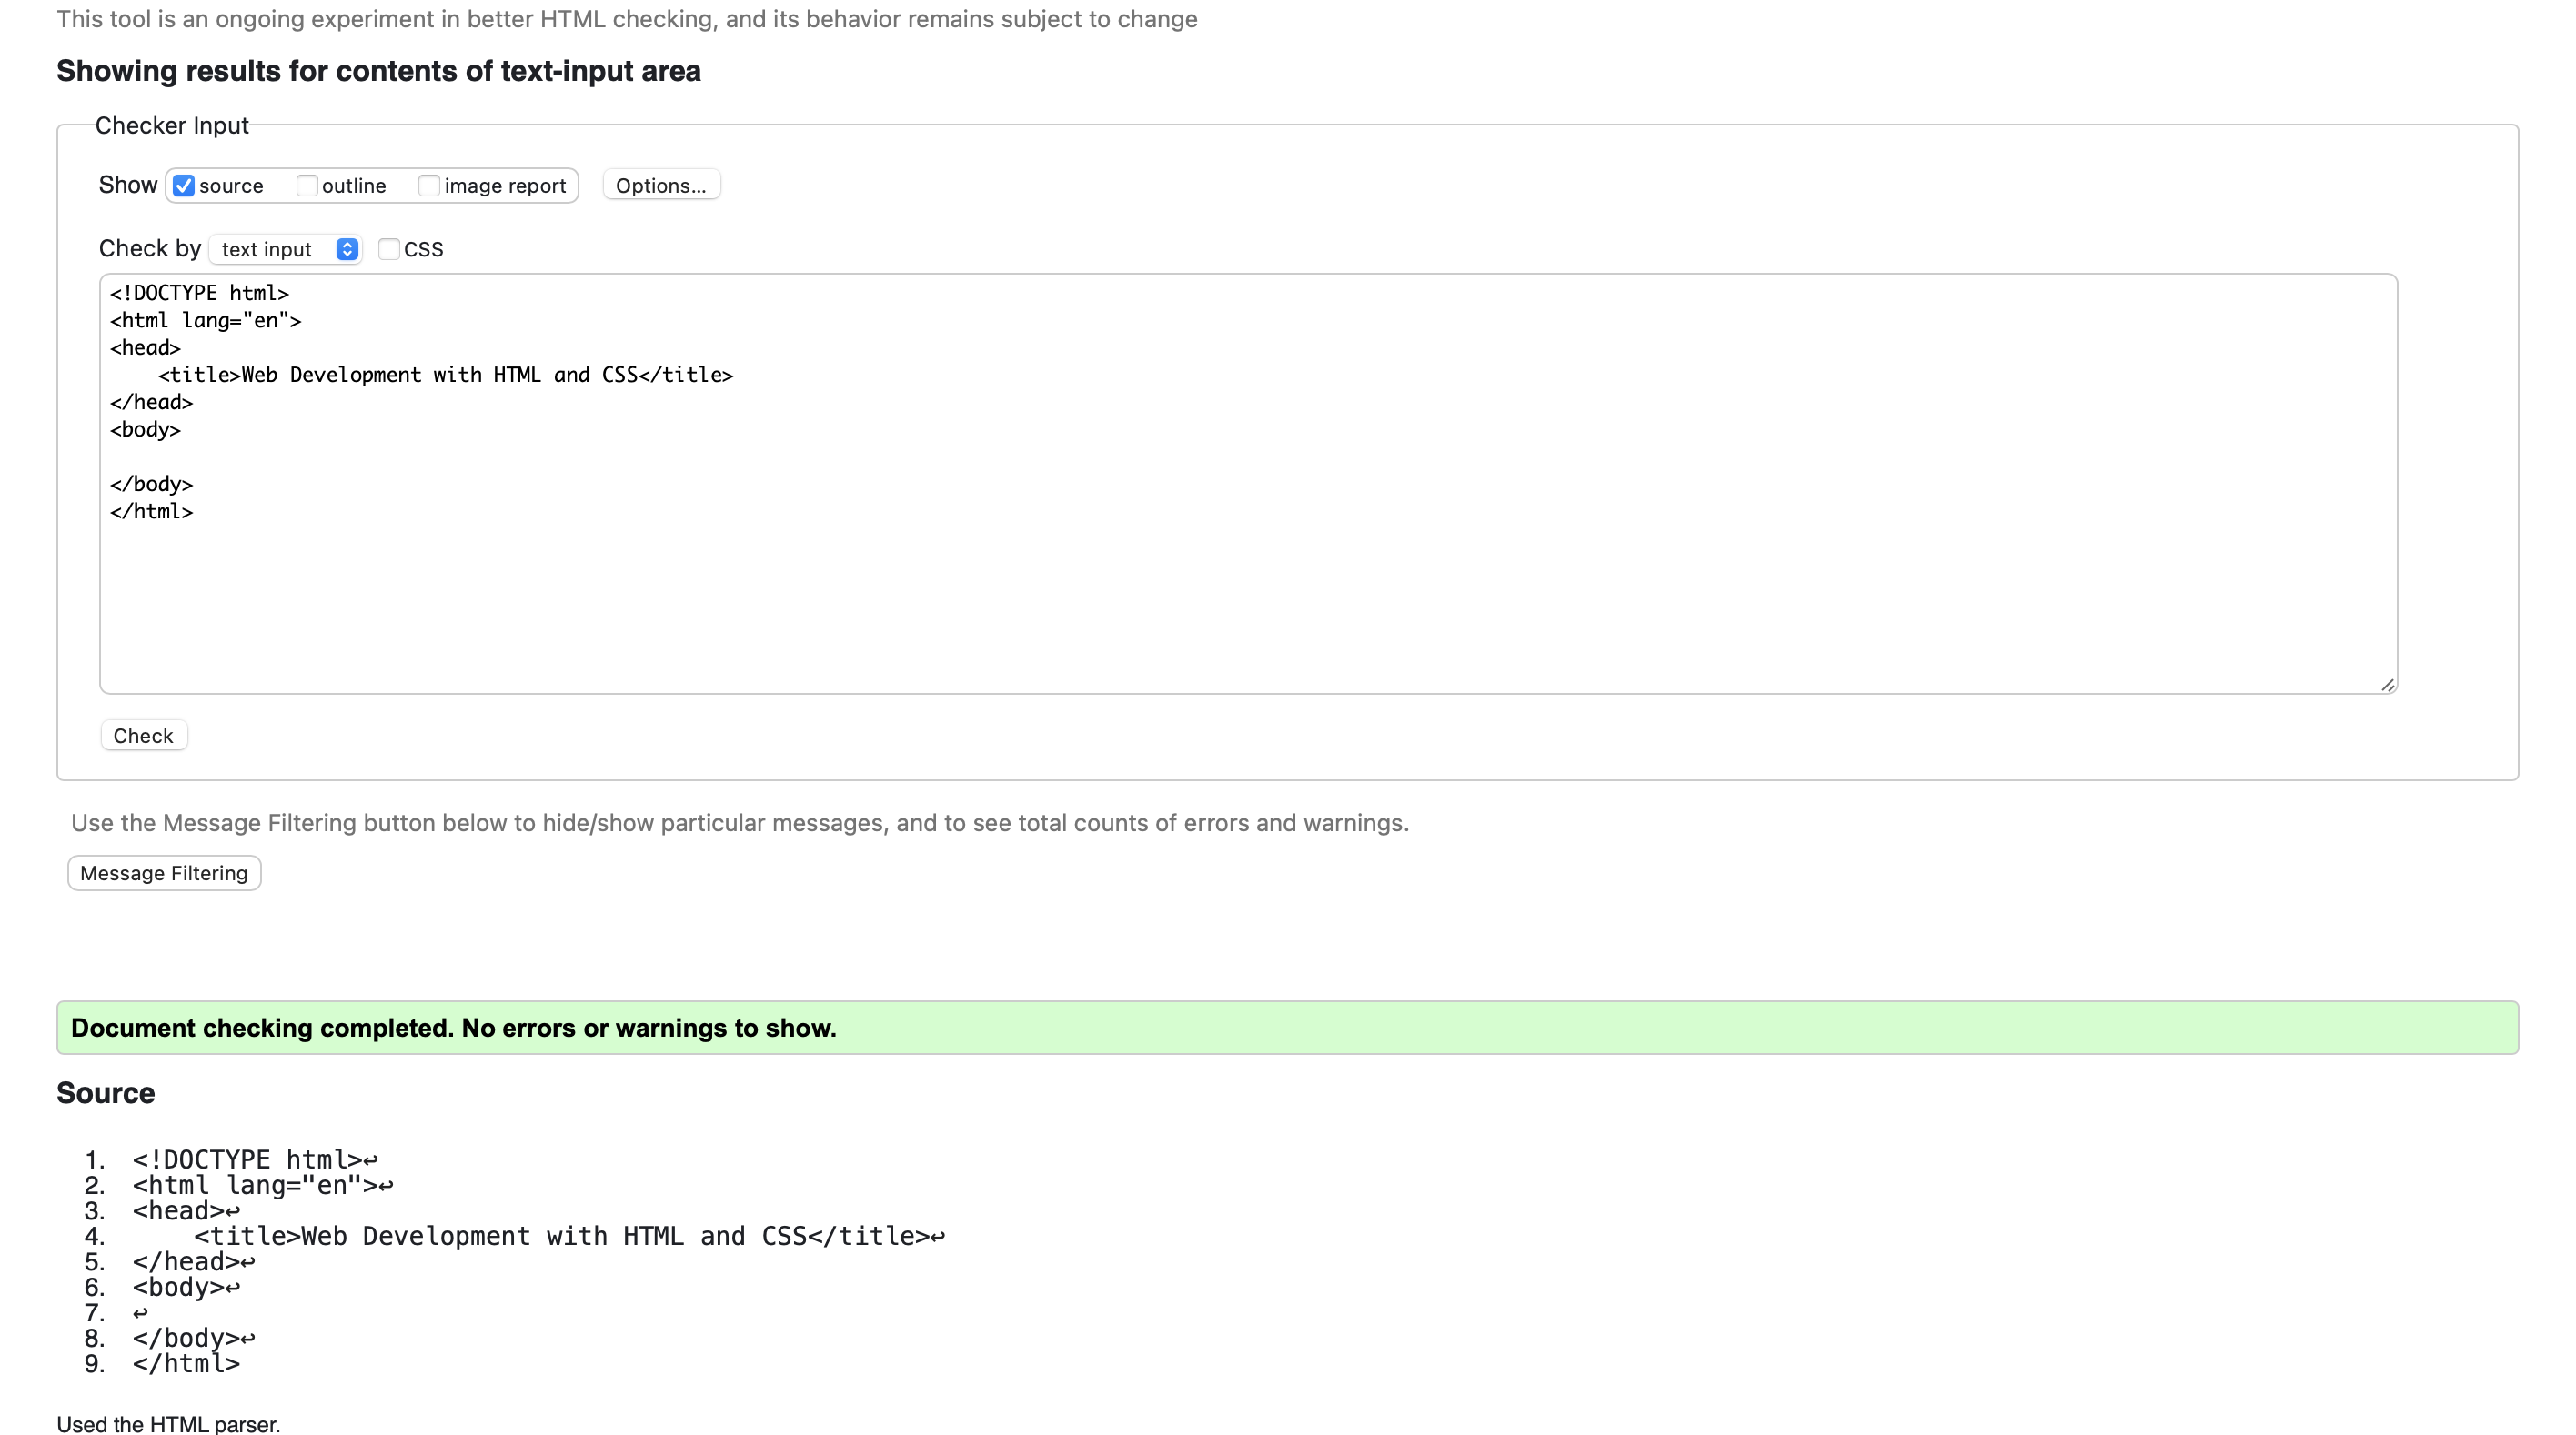 This tool is an ongoing experiment in better HTML checking, and its behavior remains subject to change
Showing results for contents of text-input area
Checker Input
Show source outline image report Options...
Check by text input CSS
<!DOCTYPE html>
<html lang="en">
<head>
    <title>Web Development with HTML and CSS</title>
</head>
<body>

</body>
</html>
Check
Use the Message Filtering button below to hide/show particular messages, and to see total counts of errors and warnings.
Message Filtering
Document checking completed. No errors or warnings to show.
Source
1. <!DOCTYPE html>↩
2. <html lang="en">↩
3. <head>↩
4.     <title>Web Development with HTML and CSS</title>↩
5. </head>↩
6. <body>↩
7. ↩
8. </body>↩
9. </html>
Used the HTML parser.